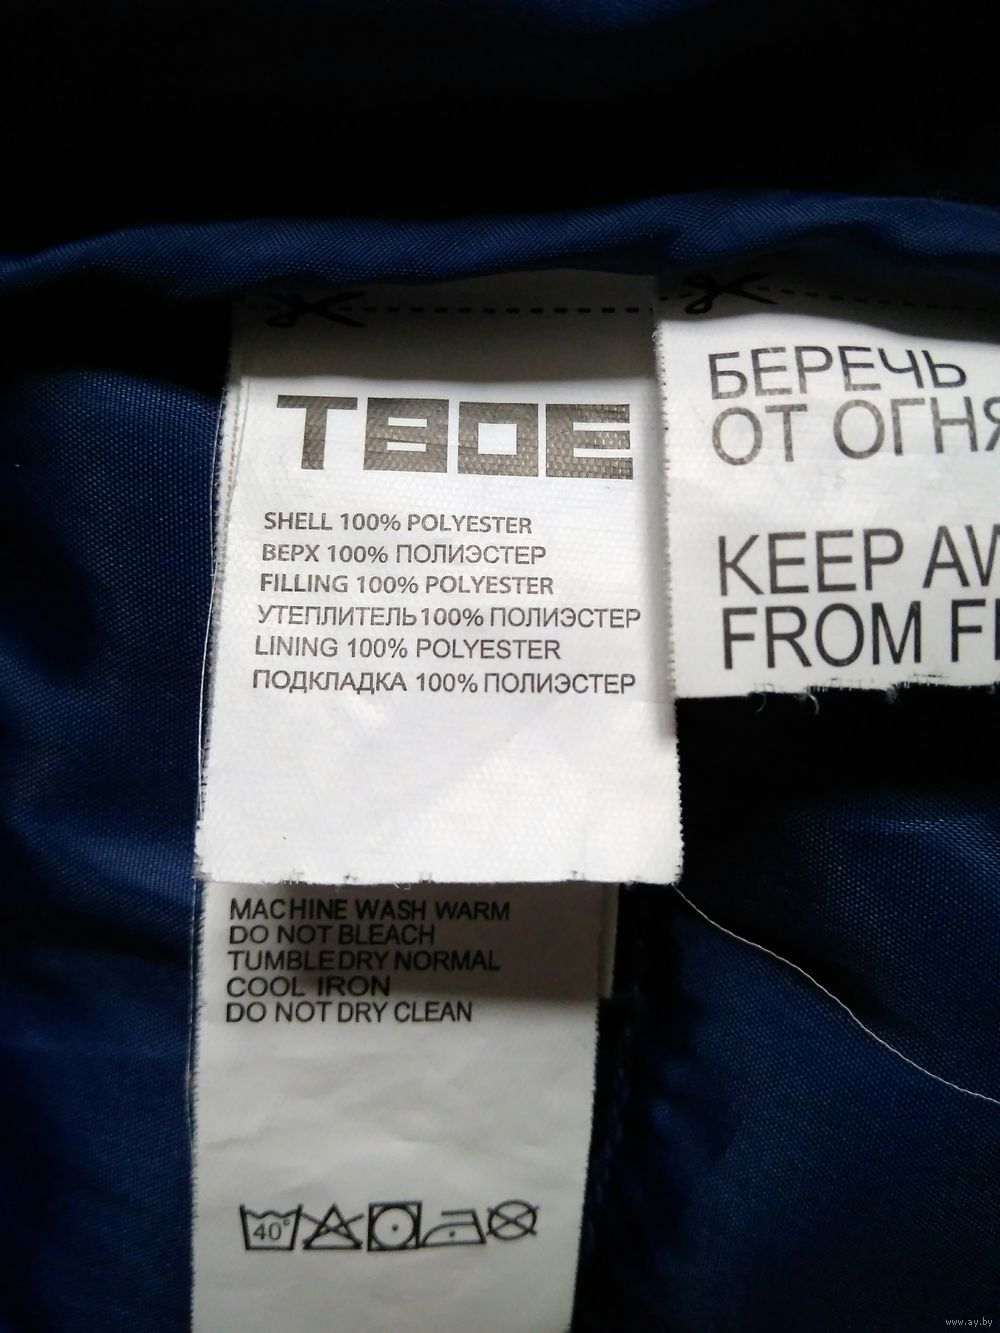 ТВОЕ
SHELL 100% POLYESTER
ВЕРХ 100% ПОЛИЭСТЕР
FILLING 100% POLYESTER
УТЕПЛИТЕЛЬ 100% ПОЛИЭСТЕР
LINING 100% POLYESTER
ПОДКЛАДКА 100% ПОЛИЭСТЕР
MACHINE WASH WARM
DO NOT BLEACH
TUMBLE DRY NORMAL
COOL IRON
DO NOT DRY CLEAN
40°
БЕРЕЧЬ
ОТ ОГНЯ
KEEP
FROM
www.ay.by